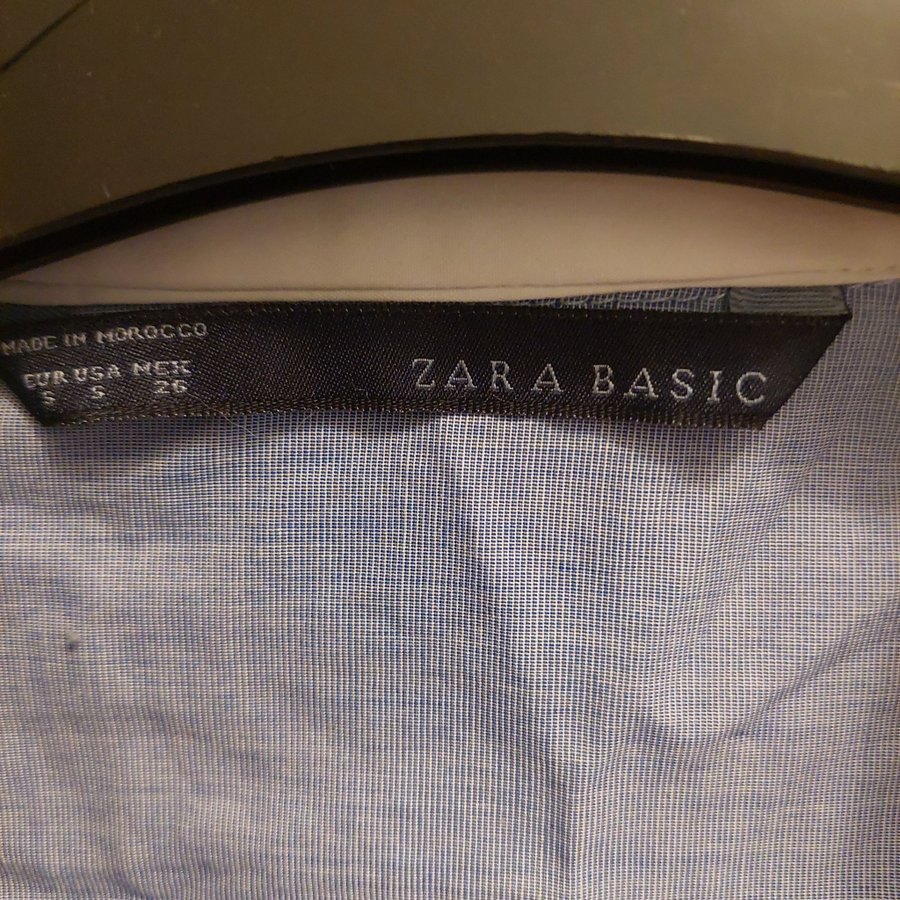 MADE IN MOROCCO
EUR USA MEX
S S 26
ZARA BASIC